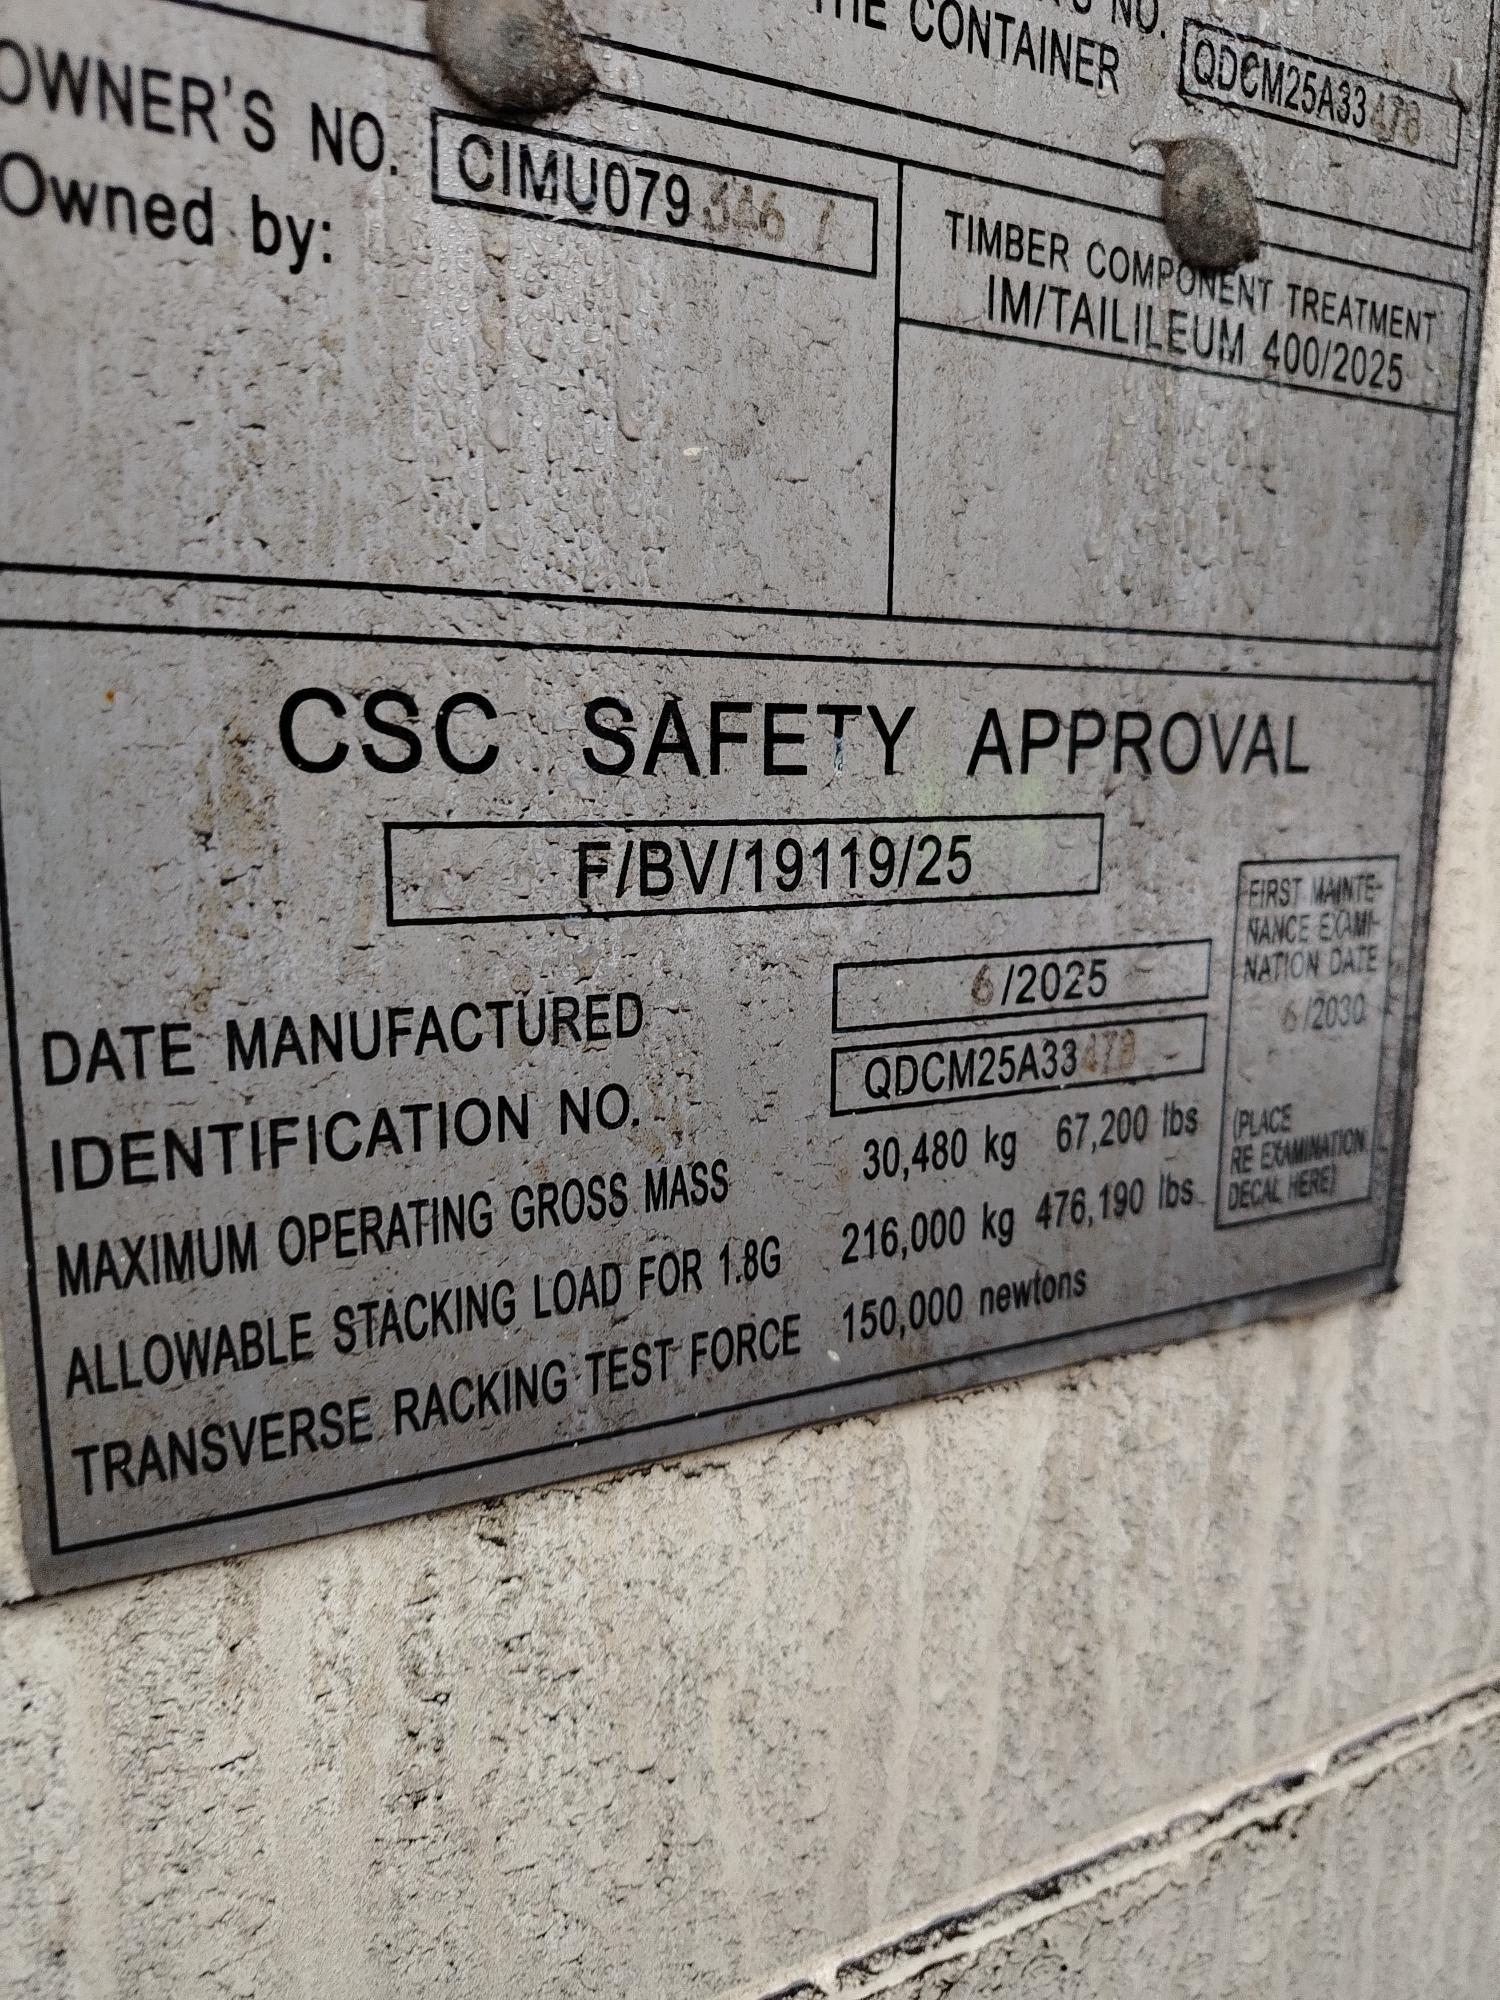 NO.
THE CONTAINER QDCM25A33478
OWNER'S NO. CIMU079346 7
Owned by:
TIMBER COMPONENT TREATMENT
IM/TAILILEUM 400/2025
CSC SAFETY APPROVAL
F/BV/19119/25
DATE MANUFACTURED 6/2025
IDENTIFICATION NO. QDCM25A33478
MAXIMUM OPERATING GROSS MASS 30,480 kg 67,200 lbs
ALLOWABLE STACKING LOAD FOR 1.8G 216,000 kg 476,190 lbs
TRANSVERSE RACKING TEST FORCE 150,000 newtons
FIRST MAINTE-
NANCE EXAMI-
NATION DATE
6/2030
(PLACE
RE EXAMINATION
DECAL HERE)